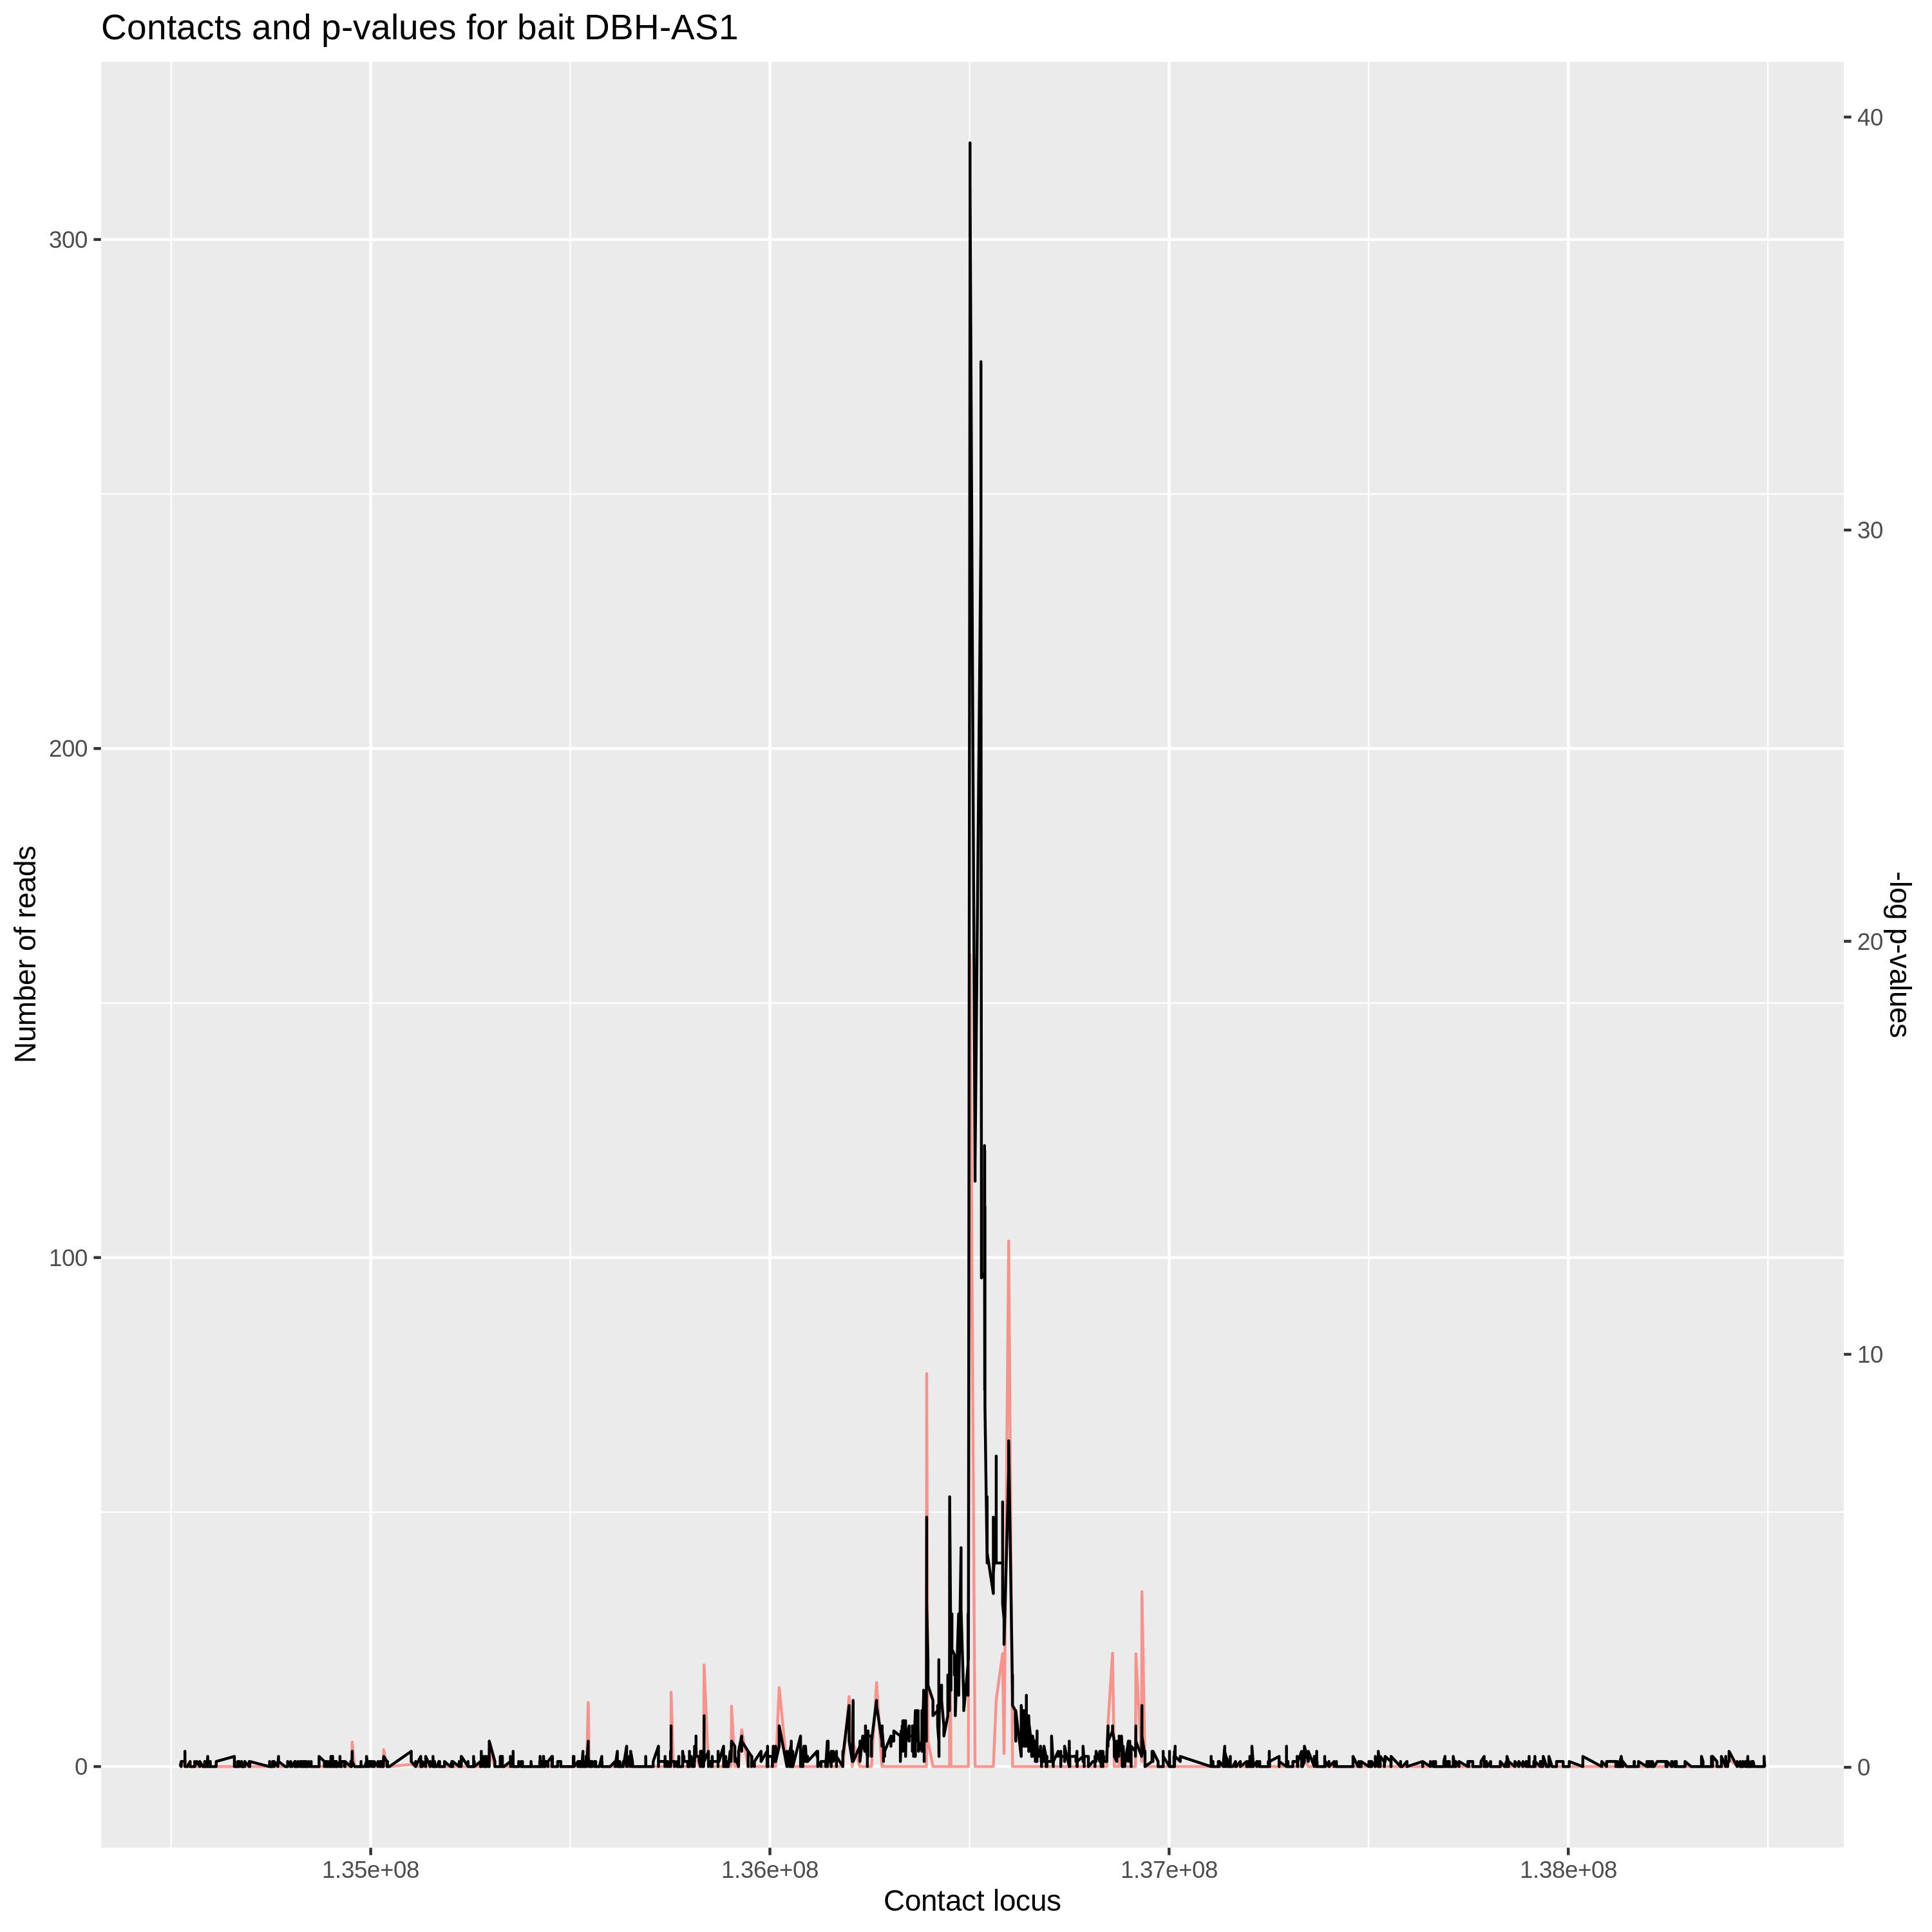 Contacts and p-values for bait DBH-AS1
Number of reads
300
200
100
0
40
30
20
10
0
-log p-values
1.35e+08
1.36e+08
1.37e+08
1.38e+08
Contact locus